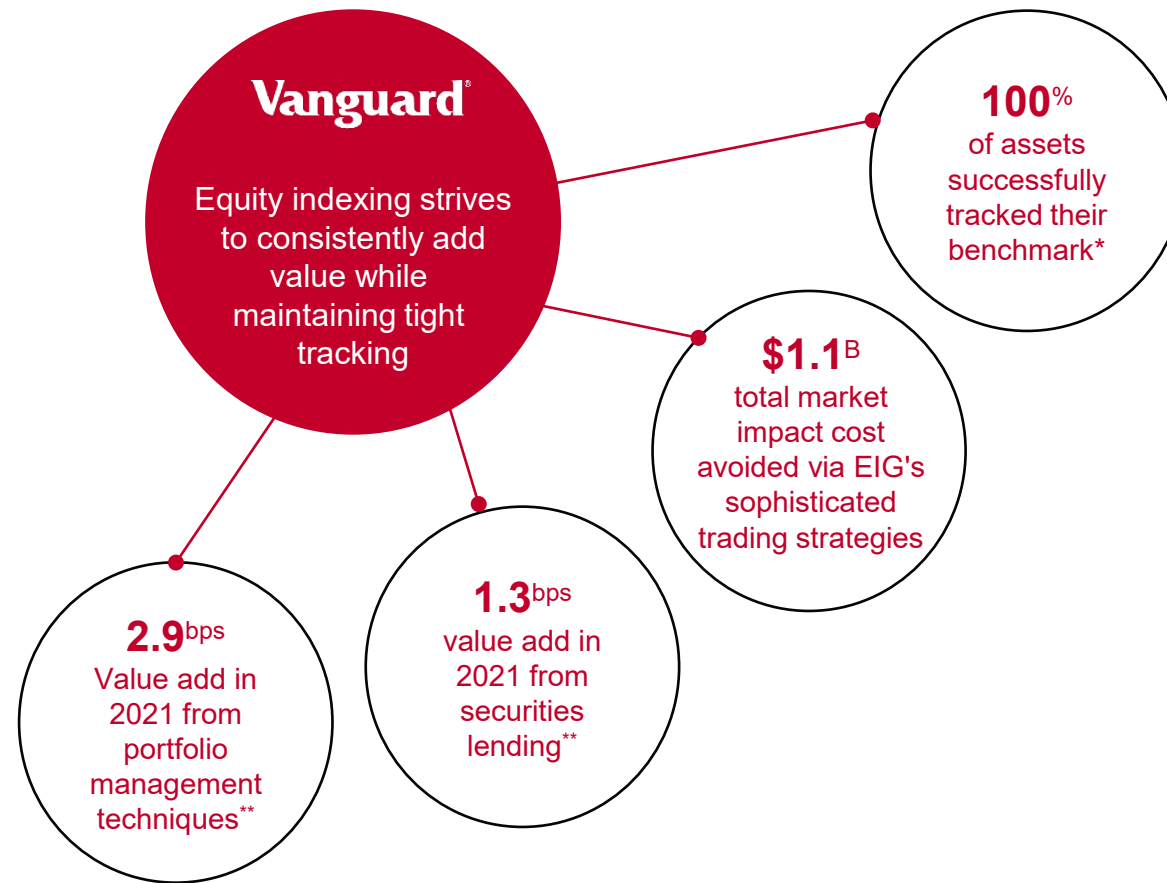 Vanguard®
Equity indexing strives
to consistently add
value while
maintaining tight
tracking
100%
of assets
successfully
tracked their
benchmark*
$1.1B
total market
impact cost
avoided via EIG's
sophisticated
trading strategies
1.3bps
value add in
2021 from
securities
lending**
2.9bps
Value add in
2021 from
portfolio
management
techniques**